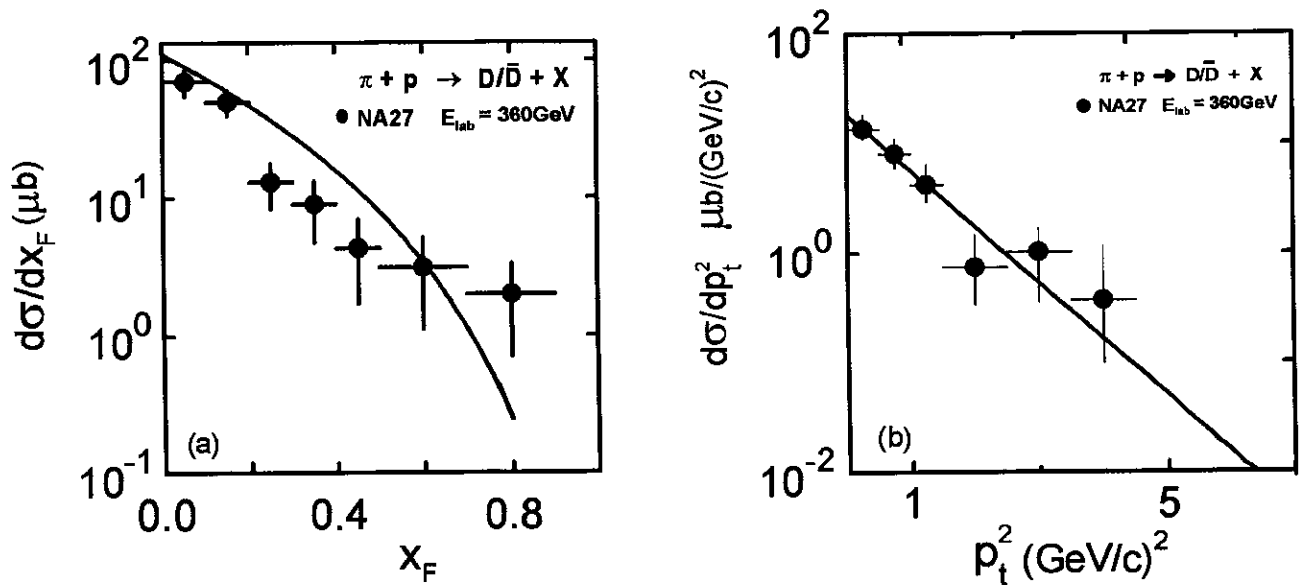 10²
π + p → D/D̄ + X
● NA27 E_lab = 360GeV
10¹
10⁰
10⁻¹
dσ/dx_F (μb)
(a)
0.0 0.4 0.8
x_F
10²
π + p → D/D̄ + X
● NA27 E_lab = 360GeV
10⁰
10⁻²
dσ/dp_t² μb/(GeV/c)²
(b)
1 5
p_t² (GeV/c)²